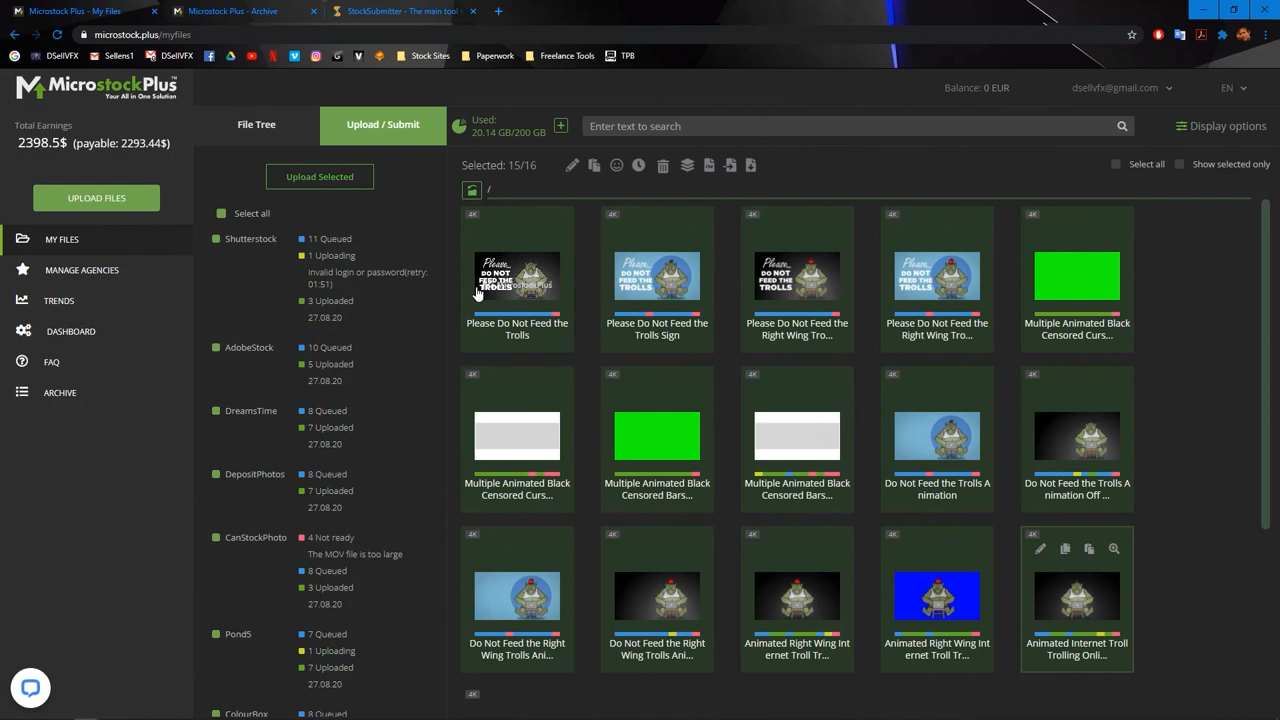 Microstock Plus - My Files
Microstock Plus - Archive
StockSubmitter - The main tool
microstock.plus/myfiles
DSellVFX
Sellens1
DSellVFX
Stock Sites
Paperwork
Freelance Tools
TPB
MicrostockPlus™
Your All in One Solution
Balance: 0 EUR
dsellvfx@gmail.com
EN
Total Earnings
2398.5$ (payable: 2293.44$)
UPLOAD FILES
MY FILES
MANAGE AGENCIES
TRENDS
DASHBOARD
FAQ
ARCHIVE
File Tree
Upload / Submit
Used:
20.14 GB/200 GB
Enter text to search
Display options
Upload Selected
Select all
Shutterstock
11 Queued
1 Uploading
Invalid login or password(retry:
01:51)
3 Uploaded
27.08.20
AdobeStock
10 Queued
5 Uploaded
27.08.20
DreamsTime
8 Queued
7 Uploaded
27.08.20
DepositPhotos
8 Queued
7 Uploaded
27.08.20
CanStockPhoto
4 Not ready
The MOV file is too large
8 Queued
3 Uploaded
27.08.20
Pond5
7 Queued
1 Uploading
7 Uploaded
27.08.20
ColourBox
8 Queued
Selected: 15/16
Select all
Show selected only
/
4K
4K
4K
4K
4K
Please...
DO NOT
FEED THE
TROLLS
Please...
DO NOT
FEED THE
TROLLS
Please...
DO NOT
FEED THE
TROLLS
Please...
DO NOT
FEED THE
TROLLS
Please Do Not Feed the
Trolls
Please Do Not Feed the
Trolls Sign
Please Do Not Feed the
Right Wing Tro...
Please Do Not Feed the
Right Wing Tro...
Multiple Animated Black
Censored Curs...
4K
4K
4K
4K
4K
Multiple Animated Black
Censored Curs...
Multiple Animated Black
Censored Bars...
Multiple Animated Black
Censored Bars...
Do Not Feed the Trolls A
nimation
Do Not Feed the Trolls A
nimation Off ...
4K
4K
4K
4K
4K
Do Not Feed the Right
Wing Trolls Ani...
Do Not Feed the Right
Wing Trolls Ani...
Animated Right Wing Int
ernet Troll Tr...
Animated Right Wing Int
ernet Troll Tr...
Animated Internet Troll
Trolling Onli...
4K